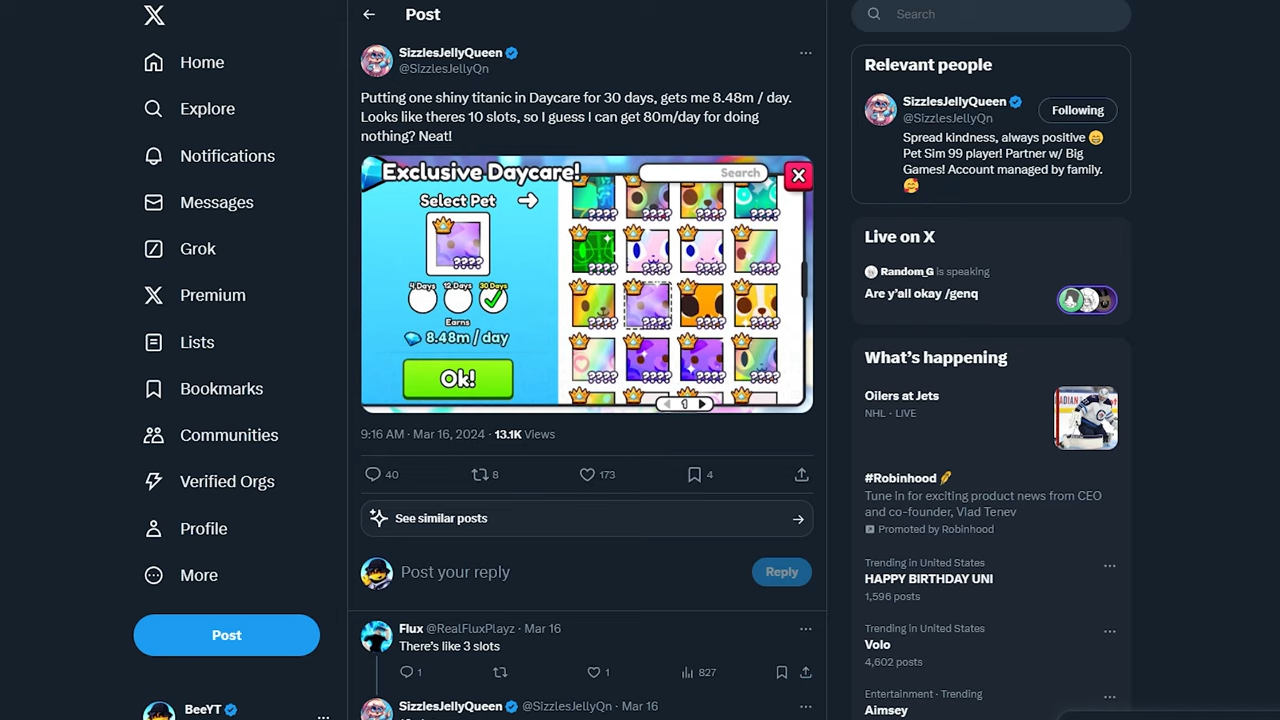 Home
Explore
Notifications
Messages
Grok
Premium
Lists
Bookmarks
Communities
Verified Orgs
Profile
More
Post
BeeYT
Post
SizzlesJellyQueen
@SizzlesJellyQn
Putting one shiny titanic in Daycare for 30 days, gets me 8.48m / day.
Looks like theres 10 slots, so I guess I can get 80m/day for doing
nothing? Neat!
Exclusive Daycare!
Search
X
Select Pet
????
4 Days 12 Days 30 Days
Earns
8.48m / day
Ok!
???? ???? ???? ????
???? ???? ???? ????
???? ???? ???? ????
???? ???? ???? ????
1
9:16 AM · Mar 16, 2024 · 13.1K Views
40 8 173 4
See similar posts
Post your reply
Reply
Flux @RealFluxPlayz · Mar 16
There's like 3 slots
1 1 827
SizzlesJellyQueen @SizzlesJellyQn · Mar 16
Search
Relevant people
SizzlesJellyQueen
@SizzlesJellyQn
Following
Spread kindness, always positive
Pet Sim 99 player! Partner w/ Big
Games! Account managed by family.
Live on X
Random_G is speaking
Are y'all okay /genq
What's happening
Oilers at Jets
NHL · LIVE
#Robinhood
Tune in for exciting product news from CEO
and co-founder, Vlad Tenev
Promoted by Robinhood
Trending in United States
HAPPY BIRTHDAY UNI
1,596 posts
Trending in United States
Volo
4,602 posts
Entertainment · Trending
Aimsey